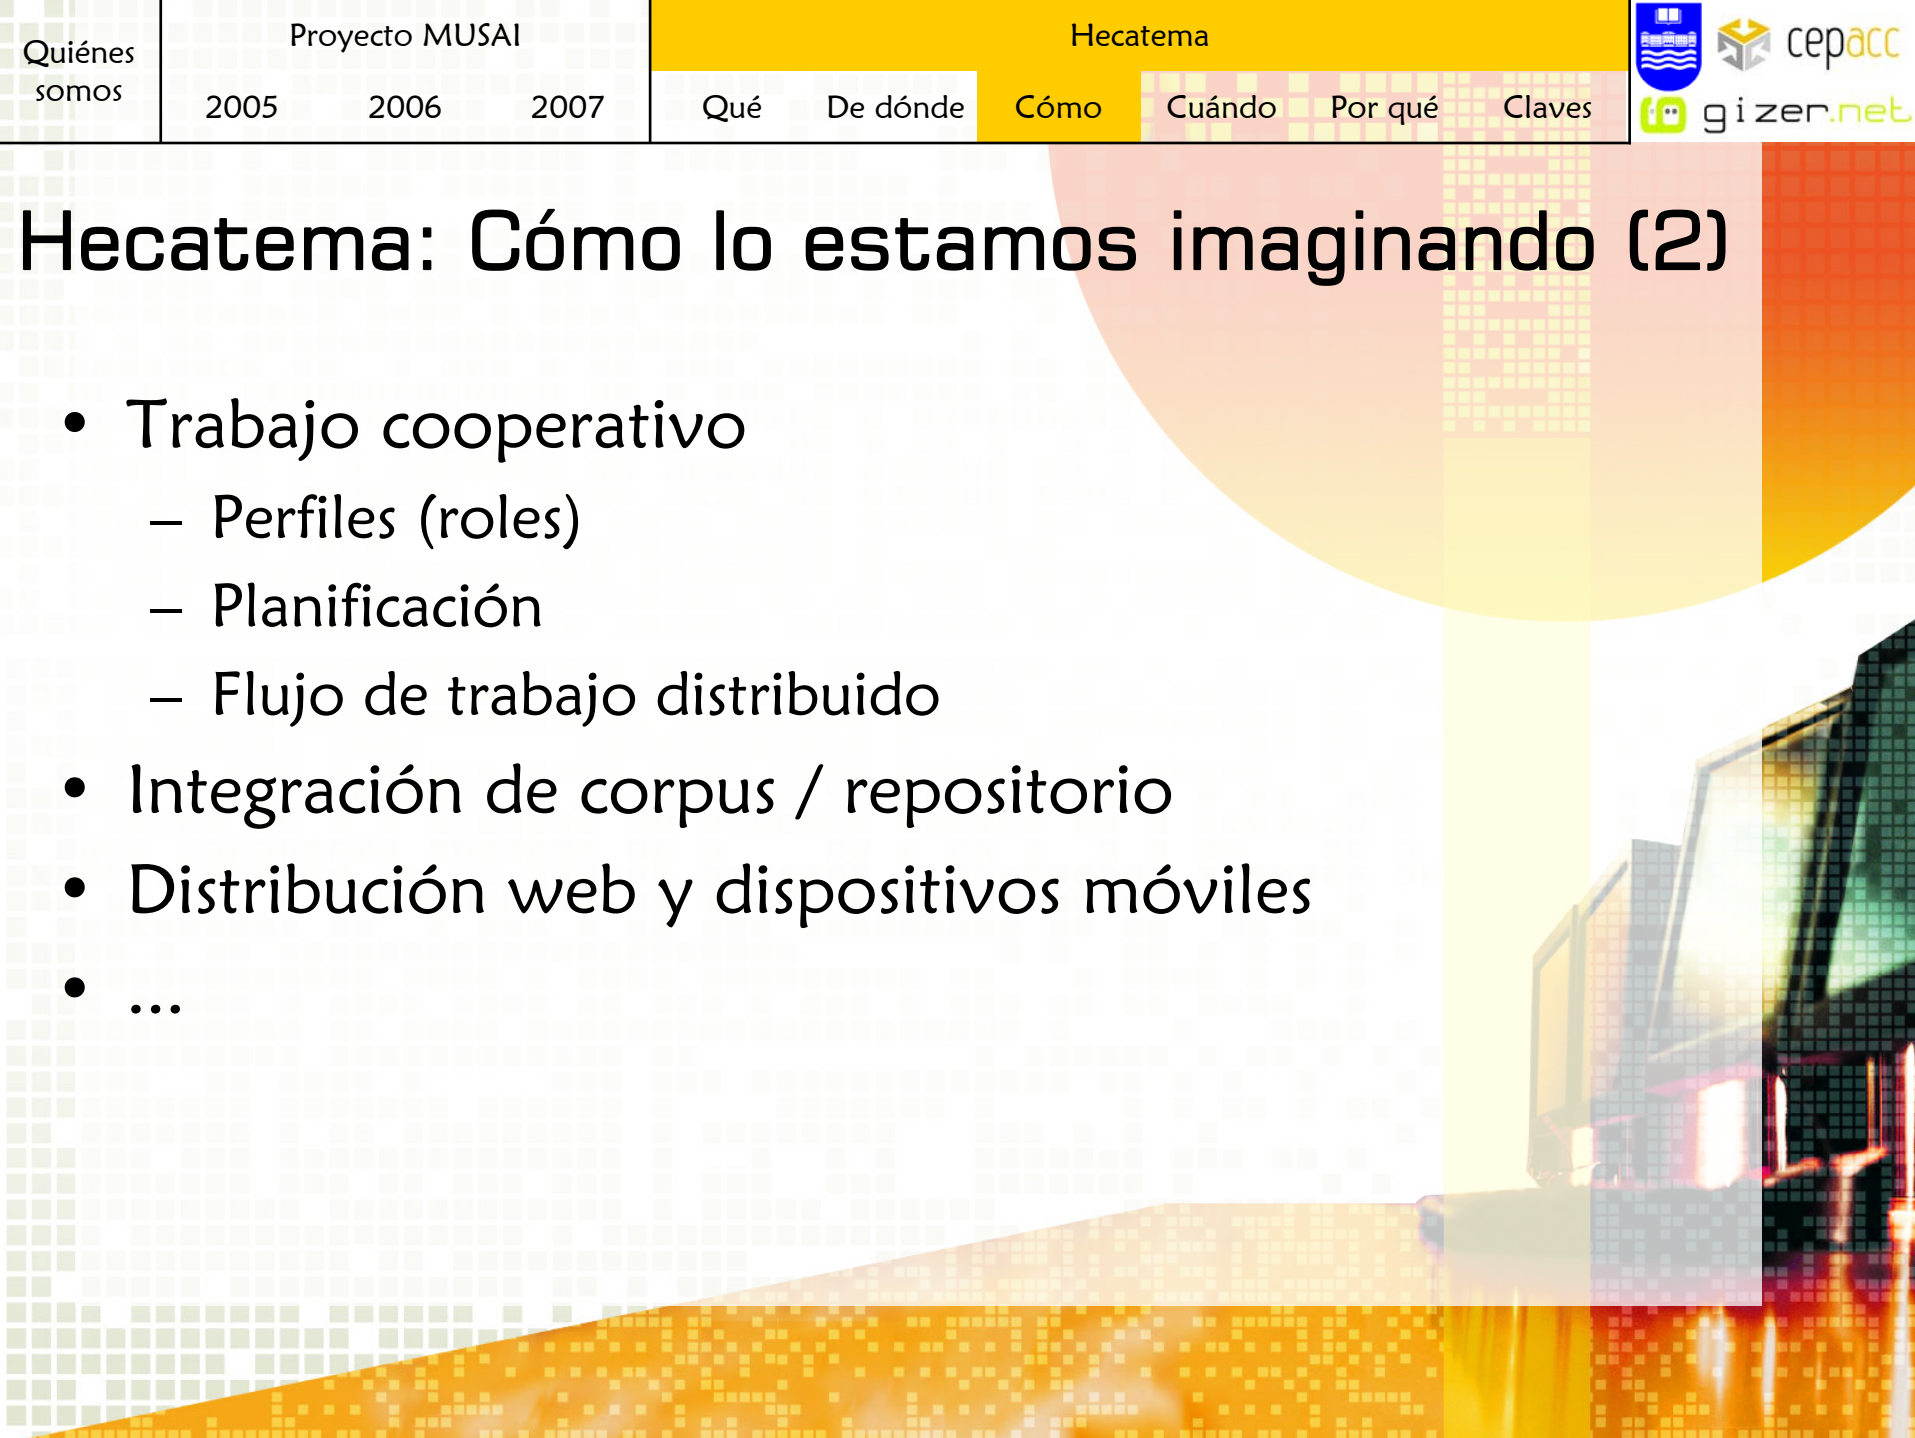 Quiénes
somos
Proyecto MUSAI
2005 2006 2007
Hecatema
Qué De dónde Cómo Cuándo Por qué Claves
cepacc
gizer.net
Hecatema: Cómo lo estamos imaginando (2)
• Trabajo cooperativo
– Perfiles (roles)
– Planificación
– Flujo de trabajo distribuido
• Integración de corpus / repositorio
• Distribución web y dispositivos móviles
• ...